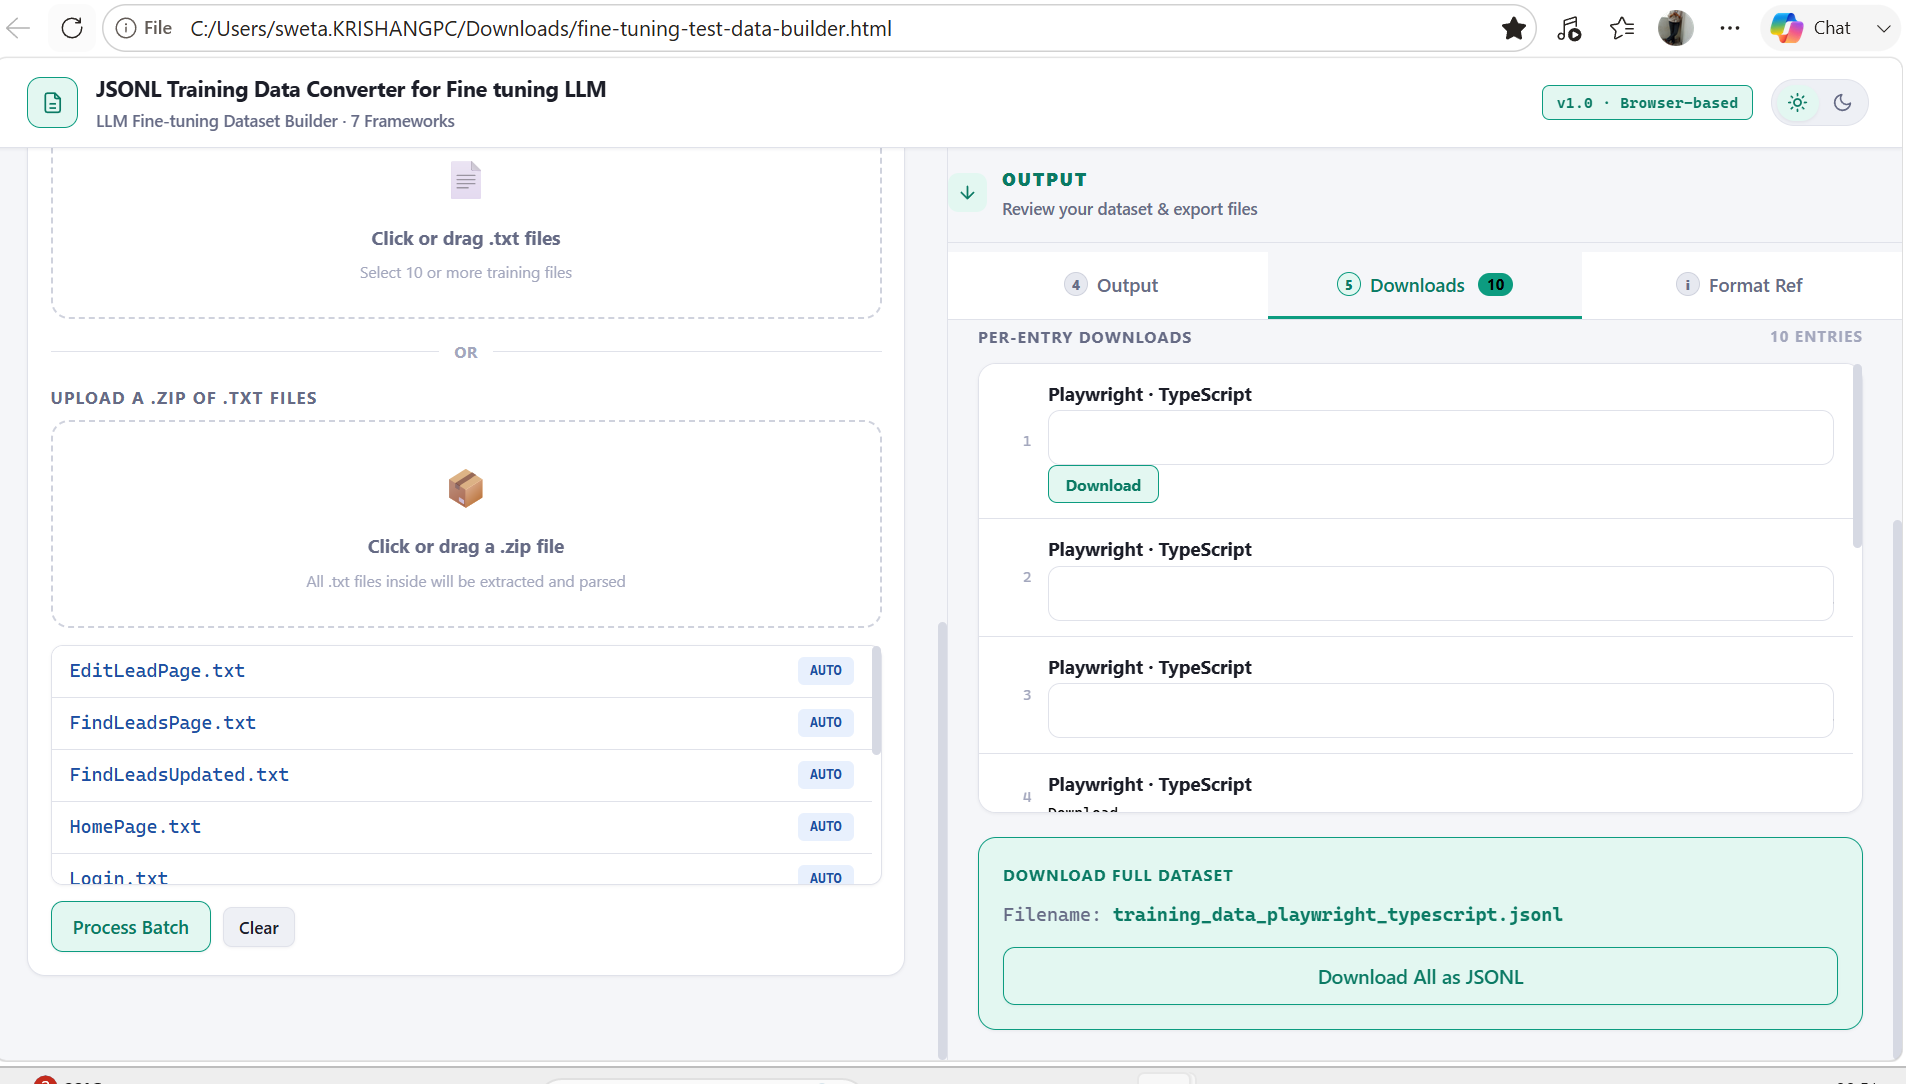 File C:/Users/sweta.KRISHANGPC/Downloads/fine-tuning-test-data-builder.html
Chat
JSONL Training Data Converter for Fine tuning LLM
LLM Fine-tuning Dataset Builder · 7 Frameworks
v1.0 · Browser-based
Click or drag .txt files
Select 10 or more training files
OR
UPLOAD A .ZIP OF .TXT FILES
Click or drag a .zip file
All .txt files inside will be extracted and parsed
EditLeadPage.txt AUTO
FindLeadsPage.txt AUTO
FindLeadsUpdated.txt AUTO
HomePage.txt AUTO
Login.txt AUTO
Process Batch Clear
OUTPUT
Review your dataset & export files
4 Output
5 Downloads 10
i Format Ref
PER-ENTRY DOWNLOADS 10 ENTRIES
Playwright · TypeScript
1
Download
Playwright · TypeScript
2
Playwright · TypeScript
3
Playwright · TypeScript
4
Download
DOWNLOAD FULL DATASET
Filename: training_data_playwright_typescript.jsonl
Download All as JSONL